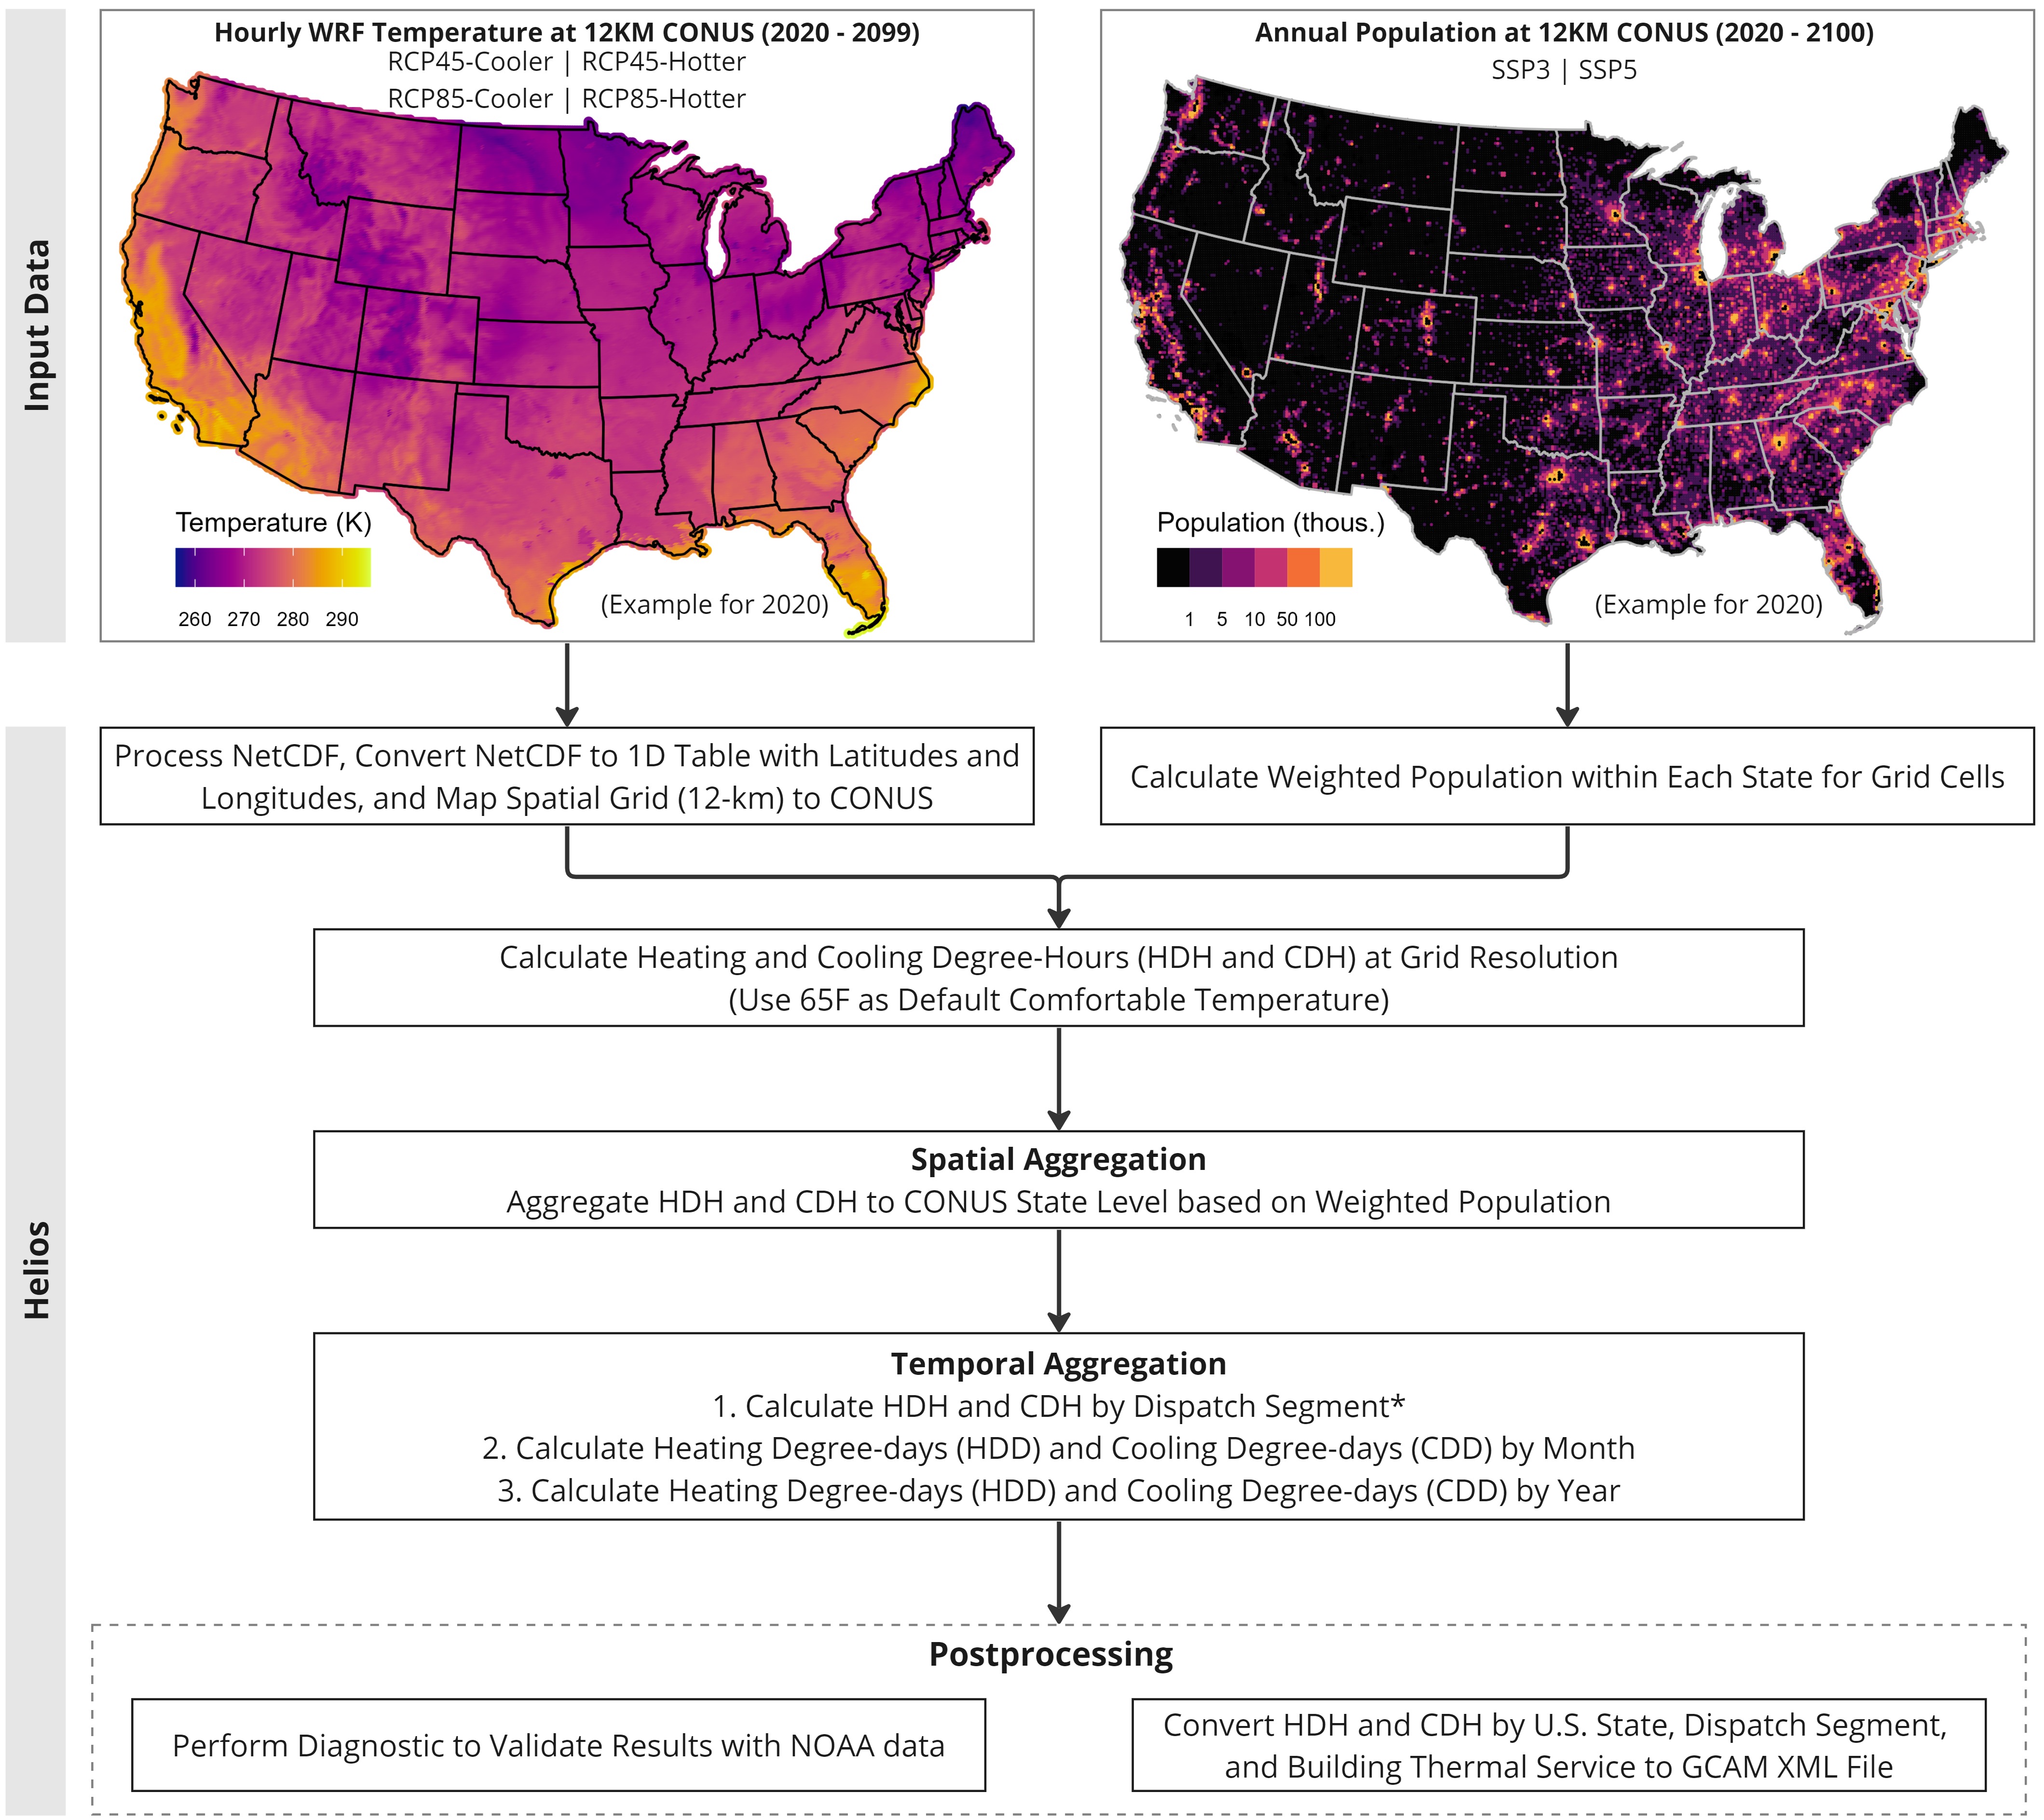 Input Data
Hourly WRF Temperature at 12KM CONUS (2020 - 2099)
RCP45-Cooler | RCP45-Hotter
RCP85-Cooler | RCP85-Hotter
Temperature (K)
260 270 280 290
(Example for 2020)
Annual Population at 12KM CONUS (2020 - 2100)
SSP3 | SSP5
Population (thous.)
1 5 10 50 100
(Example for 2020)
Helios
Process NetCDF, Convert NetCDF to 1D Table with Latitudes and
Longitudes, and Map Spatial Grid (12-km) to CONUS
Calculate Weighted Population within Each State for Grid Cells
Calculate Heating and Cooling Degree-Hours (HDH and CDH) at Grid Resolution
(Use 65F as Default Comfortable Temperature)
Spatial Aggregation
Aggregate HDH and CDH to CONUS State Level based on Weighted Population
Temporal Aggregation
1. Calculate HDH and CDH by Dispatch Segment*
2. Calculate Heating Degree-days (HDD) and Cooling Degree-days (CDD) by Month
3. Calculate Heating Degree-days (HDD) and Cooling Degree-days (CDD) by Year
Postprocessing
Perform Diagnostic to Validate Results with NOAA data
Convert HDH and CDH by U.S. State, Dispatch Segment,
and Building Thermal Service to GCAM XML File